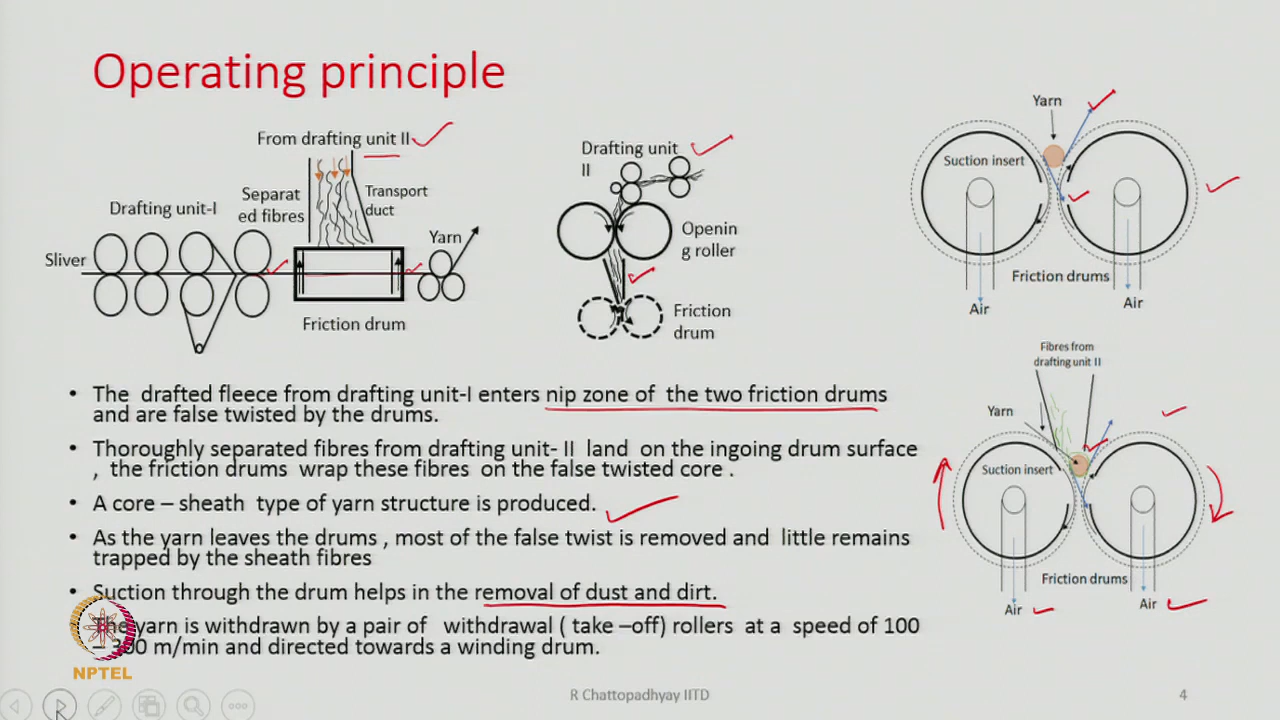 Operating principle
From drafting unit II
Drafting unit-I
Separat
ed fibres
Transport
duct
Sliver
Yarn
Friction drum
Drafting unit
II
Openin
g roller
Friction
drum
Yarn
Suction insert
Friction drums
Air
Air
Fibres from
drafting unit II
Yarn
Suction insert
Friction drums
Air
Air
• The drafted fleece from drafting unit-I enters nip zone of the two friction drums
and are false twisted by the drums.
• Thoroughly separated fibres from drafting unit- II land on the ingoing drum surface
, the friction drums wrap these fibres on the false twisted core .
• A core – sheath type of yarn structure is produced.
• As the yarn leaves the drums , most of the false twist is removed and little remains
trapped by the sheath fibres
• Suction through the drum helps in the removal of dust and dirt.
The yarn is withdrawn by a pair of withdrawal ( take –off) rollers at a speed of 100
– 300 m/min and directed towards a winding drum.
NPTEL
R Chattopadhyay IITD
4